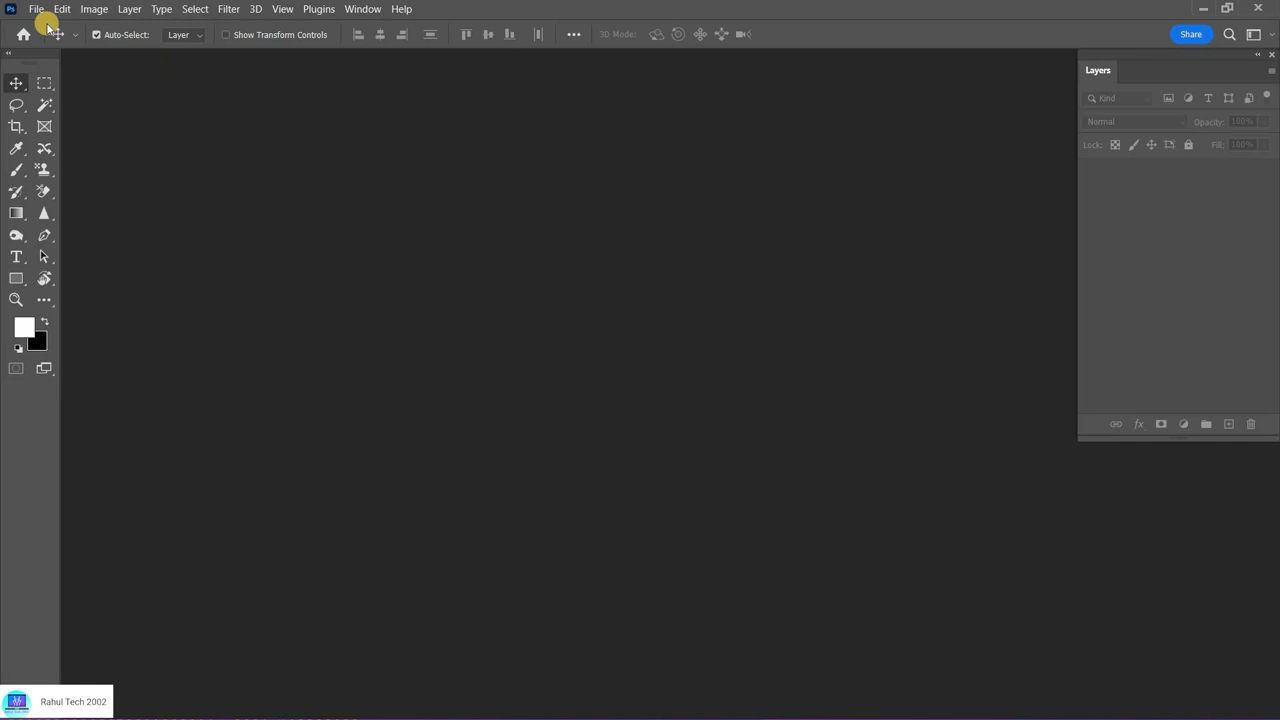 Ps File Edit Image Layer Type Select Filter 3D View Plugins Window Help
Auto-Select: Layer Show Transform Controls 3D Mode: Share
Layers
Kind
Normal Opacity: 100%
Lock: Fill: 100%
Rahul Tech 2002